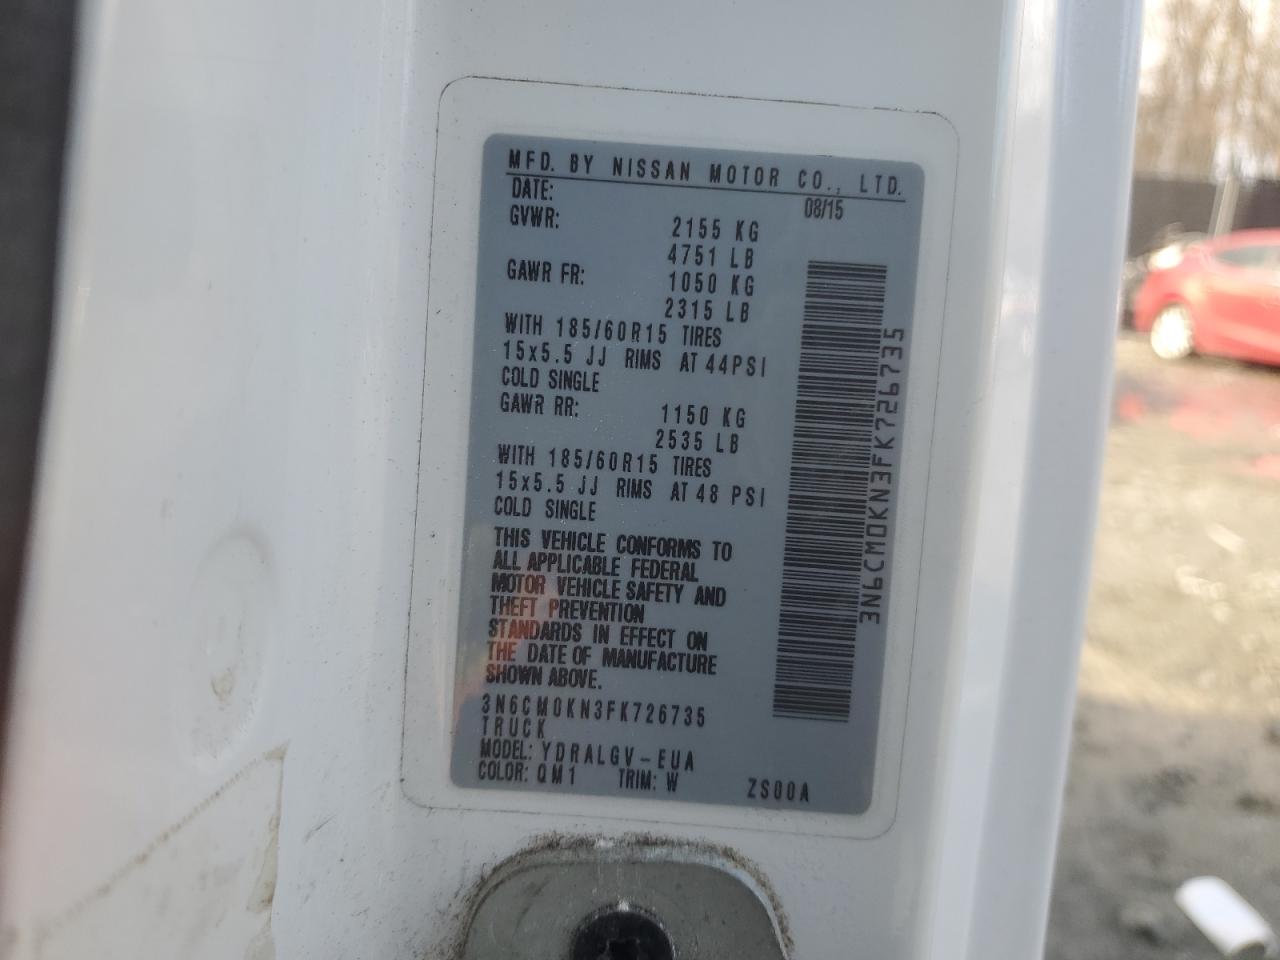 MFD. BY NISSAN MOTOR CO., LTD.
DATE: 08/15
GVWR: 2155 KG
4751 LB
GAWR FR: 1050 KG
2315 LB
WITH 185/60R15 TIRES
15x5.5 JJ RIMS AT 44PSI
COLD SINGLE
GAWR RR: 1150 KG
2535 LB
WITH 185/60R15 TIRES
15x5.5 JJ RIMS AT 48 PSI
COLD SINGLE
THIS VEHICLE CONFORMS TO
ALL APPLICABLE FEDERAL
MOTOR VEHICLE SAFETY AND
THEFT PREVENTION
STANDARDS IN EFFECT ON
THE DATE OF MANUFACTURE
SHOWN ABOVE.
3N6CM0KN3FK726735
TRUCK
MODEL: YDRALGV-EUA
COLOR: QM1 TRIM: W ZS00A
3N6CM0KN3FK726735